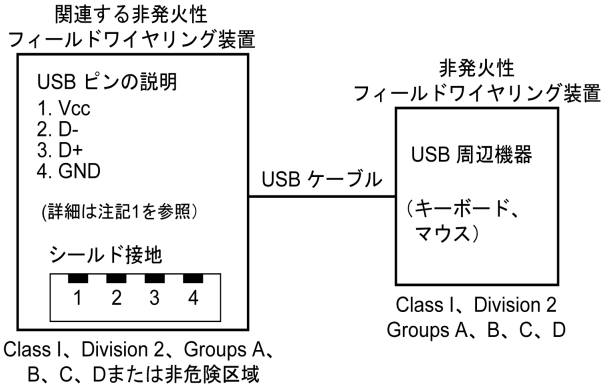 関連する非発火性
フィールドワイヤリング装置
USB ピンの説明
1. Vcc
2. D-
3. D+
4. GND
(詳細は注記1を参照)
シールド接地
1 2 3 4
Class I、Division 2、Groups A、
B、C、Dまたは非危険区域
USB ケーブル
非発火性
フィールドワイヤリング装置
USB 周辺機器
(キーボード、
マウス)
Class I、Division 2
Groups A、B、C、D